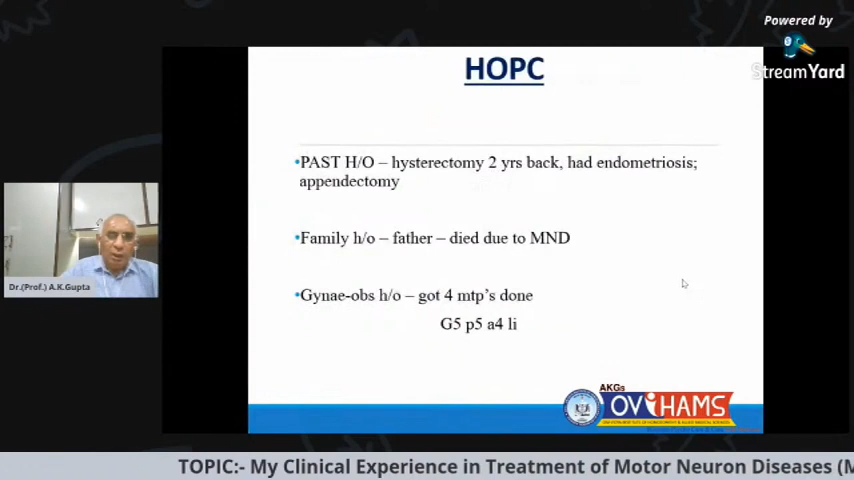 Powered by
StreamYard
HOPC
•PAST H/O – hysterectomy 2 yrs back, had endometriosis;
appendectomy
•Family h/o – father – died due to MND
•Gynae-obs h/o – got 4 mtp's done
G5 p5 a4 li
Dr.(Prof.) A.K.Gupta
AKGs
OVIHAMS
TOPIC:- My Clinical Experience in Treatment of Motor Neuron Diseases (M